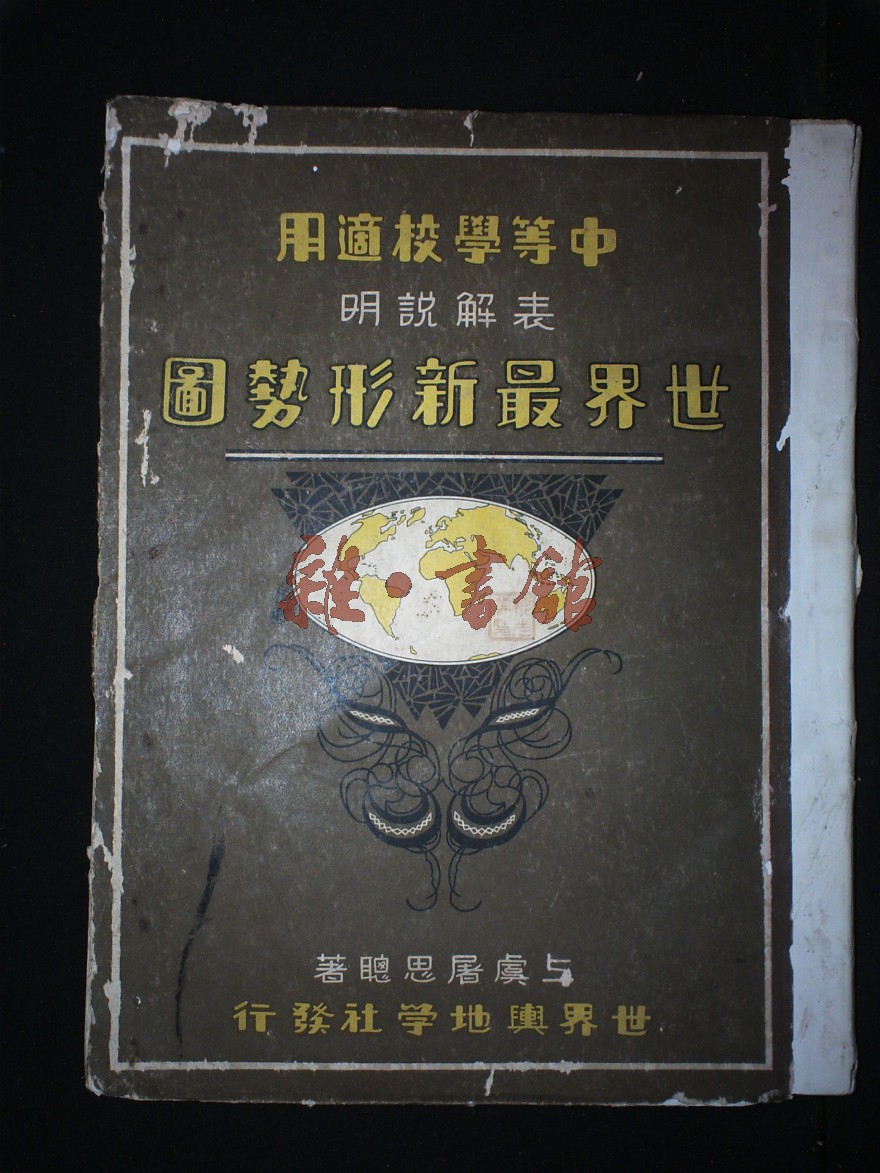 中等學校適用
表解說明
世界最新形勢圖
雜·書館
上虞屠思聰著
世界輿地学社發行